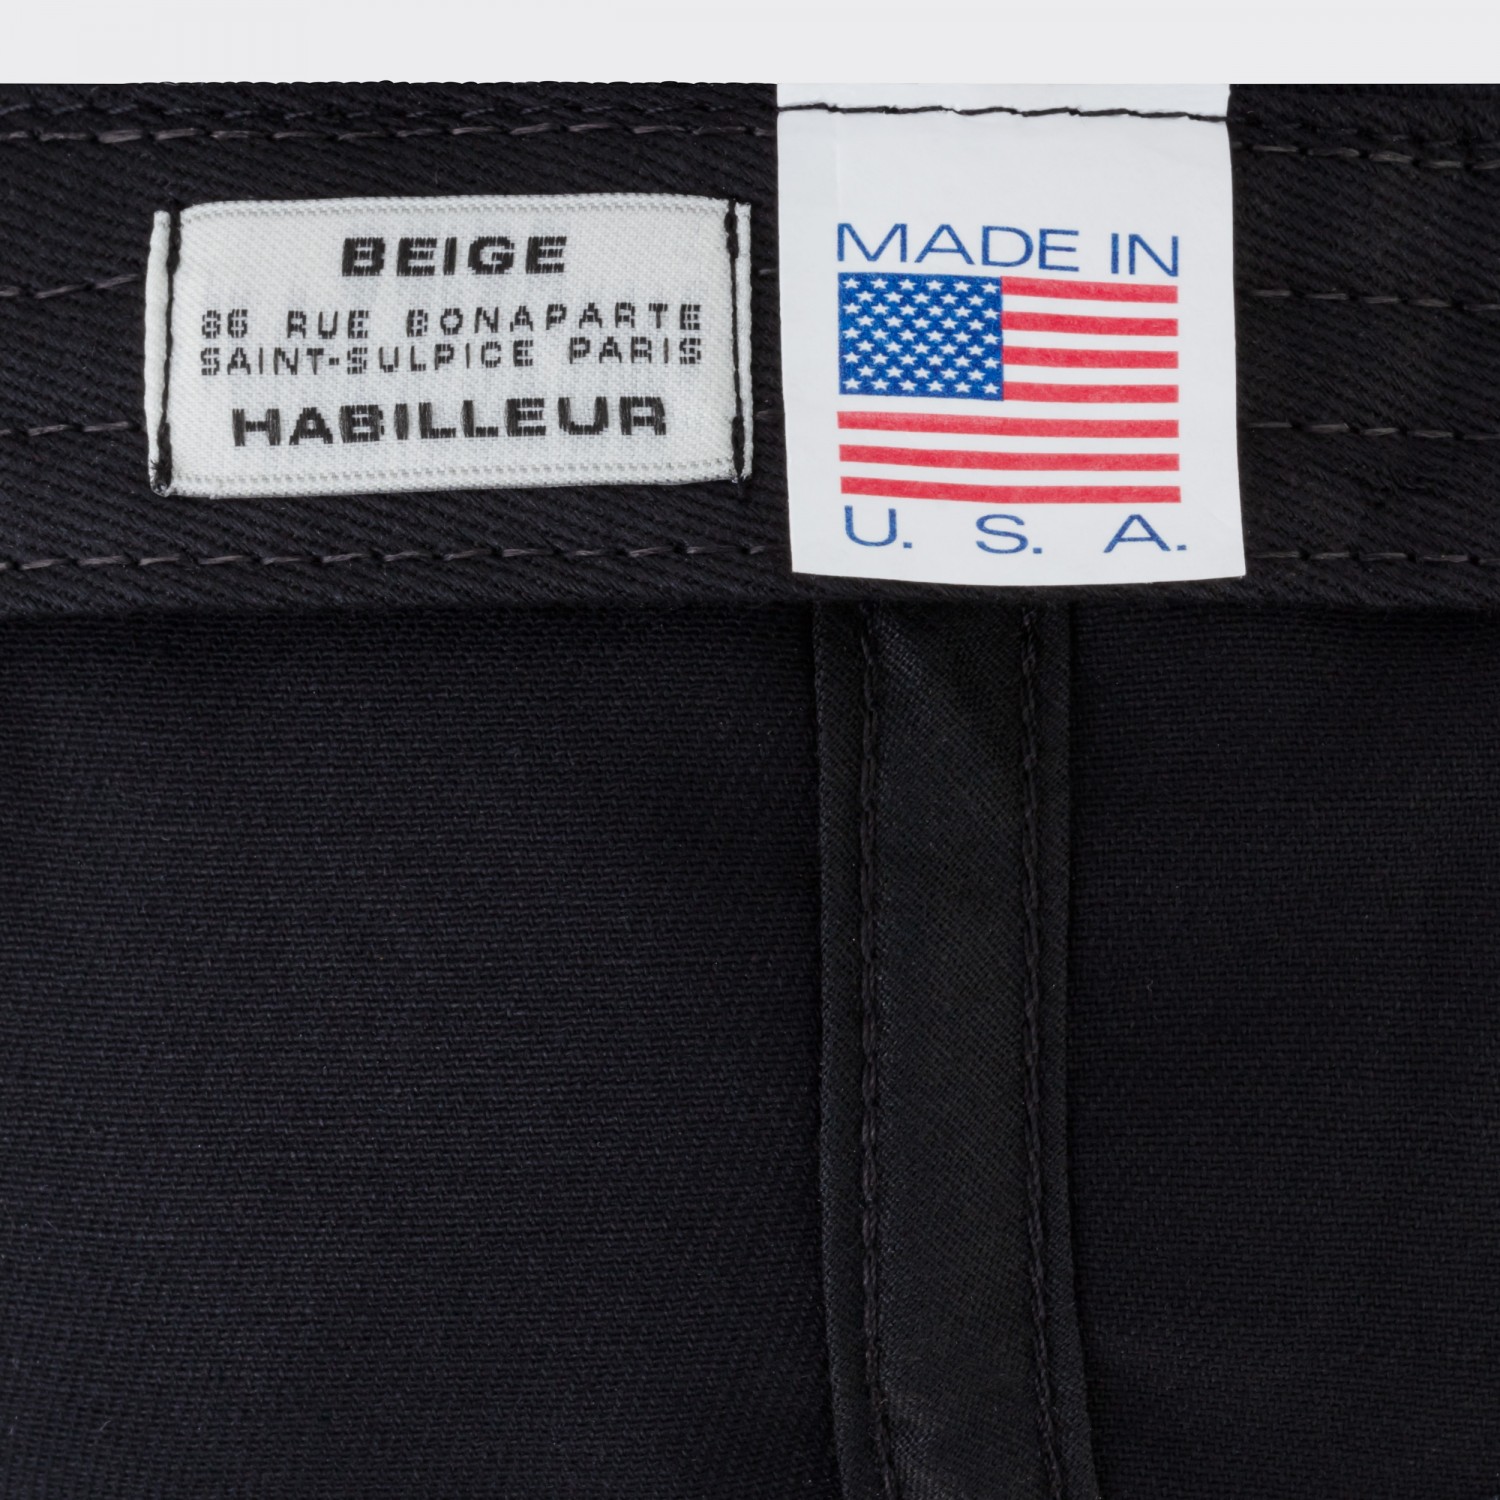 BEIGE
86 RUE BONAPARTE
SAINT-SULPICE PARIS
HABILLEUR
MADE IN
U. S. A.